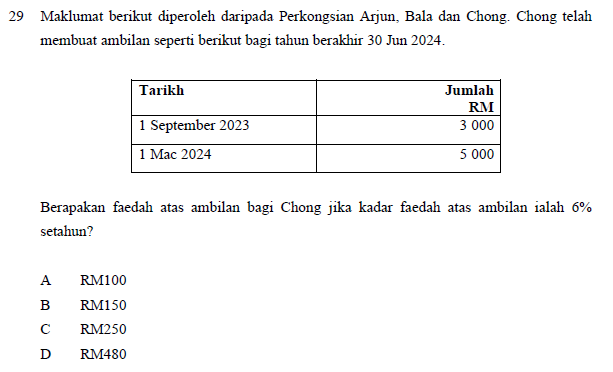 29 Maklumat berikut diperoleh daripada Perkongsian Arjun, Bala dan Chong. Chong telah
membuat ambilan seperti berikut bagi tahun berakhir 30 Jun 2024.
Tarikh Jumlah
RM
1 September 2023 3 000
1 Mac 2024 5 000
Berapakan faedah atas ambilan bagi Chong jika kadar faedah atas ambilan ialah 6%
setahun?
A RM100
B RM150
C RM250
D RM480